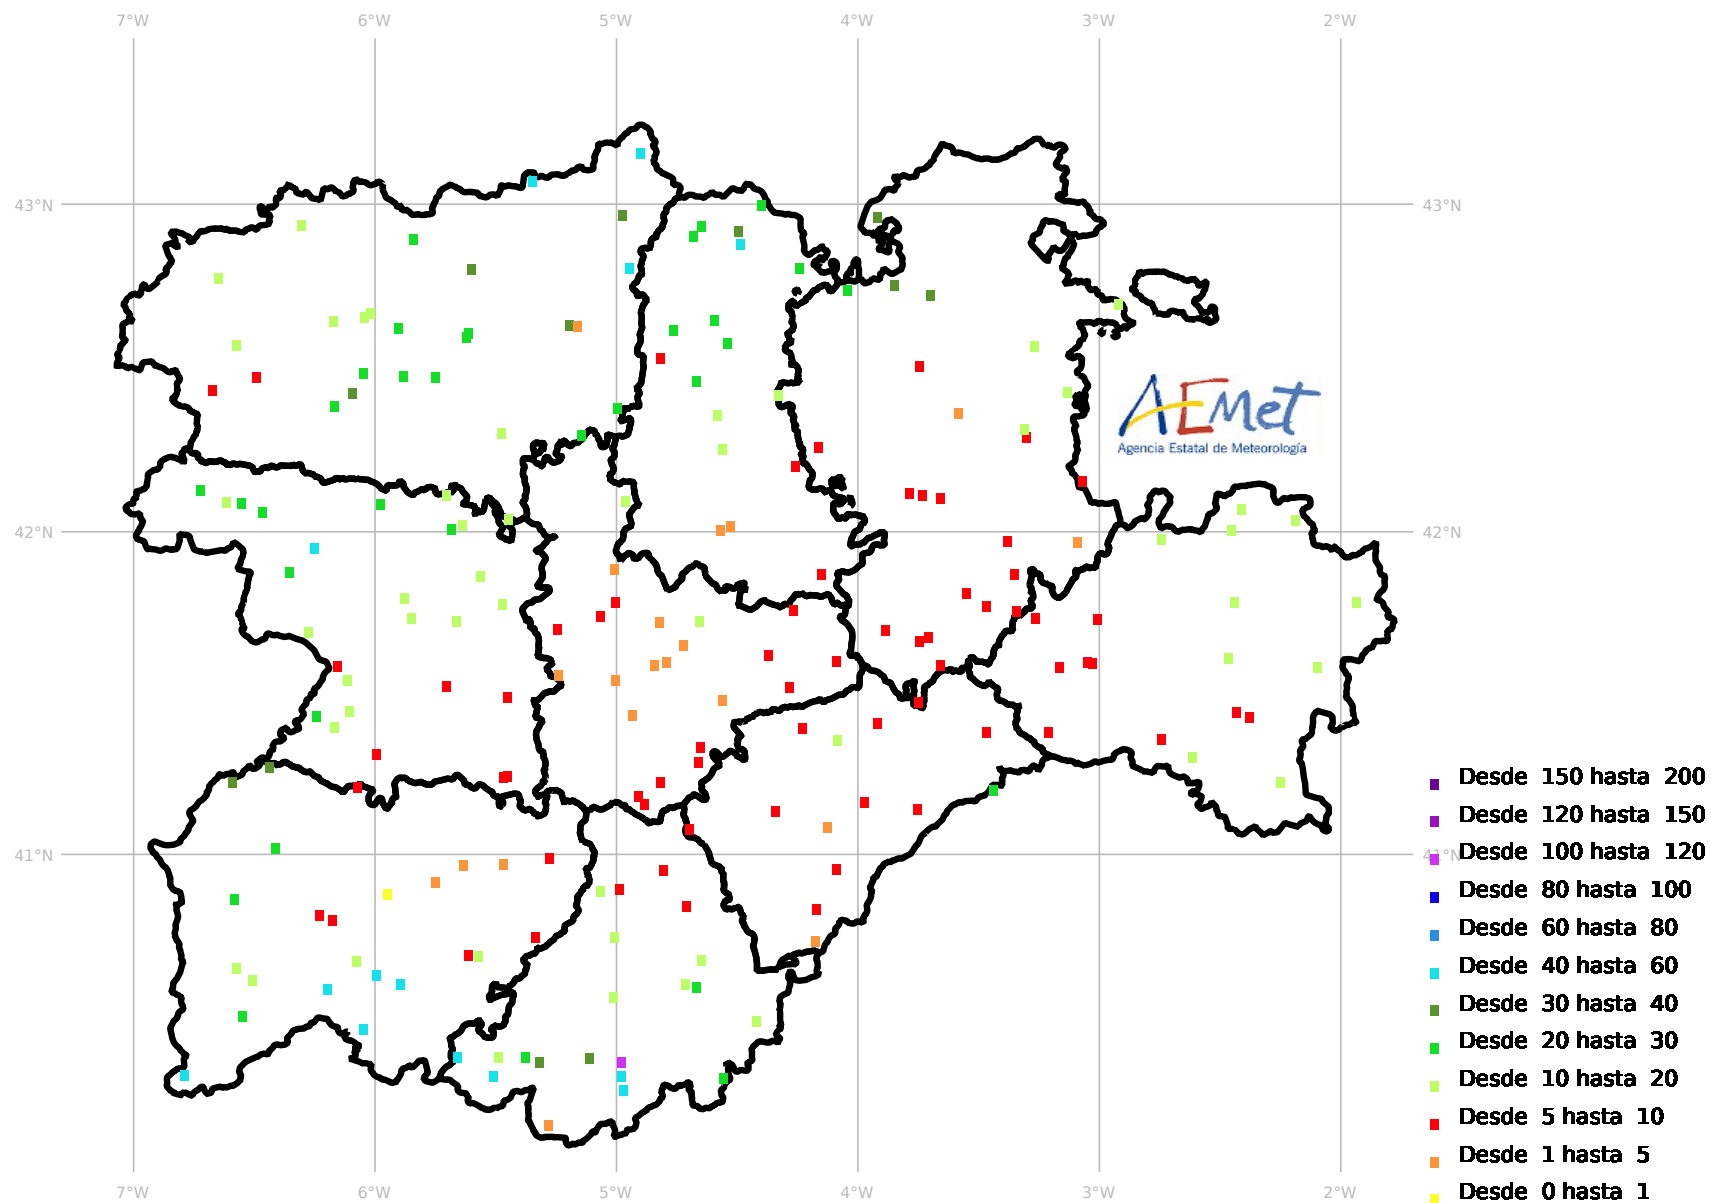 7°W 6°W 5°W 4°W 3°W 2°W
43°N 43°N
AEMet
Agencia Estatal de Meteorología
42°N 42°N
Desde 150 hasta 200
Desde 120 hasta 150
41°N Desde 100 hasta 120 41°N
Desde 80 hasta 100
Desde 60 hasta 80
Desde 40 hasta 60
Desde 30 hasta 40
Desde 20 hasta 30
Desde 10 hasta 20
Desde 5 hasta 10
Desde 1 hasta 5
Desde 0 hasta 1
7°W 6°W 5°W 4°W 3°W 2°W